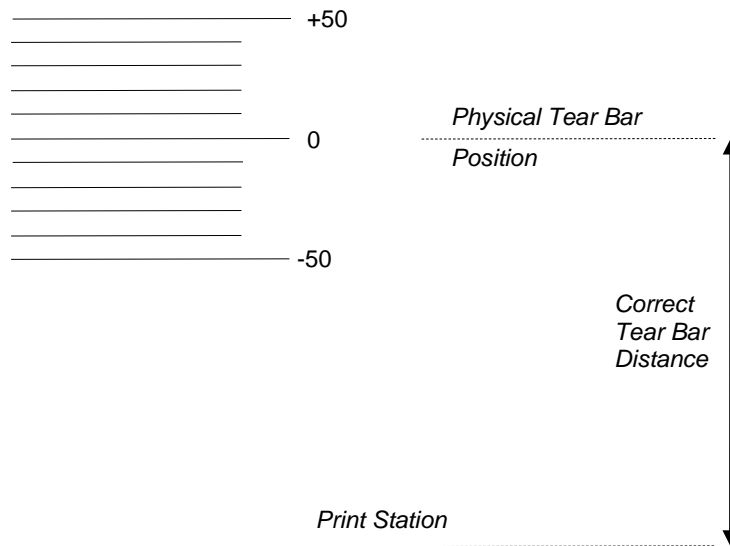 +50
Physical Tear Bar
0
Position
-50
Correct
Tear Bar
Distance
Print Station